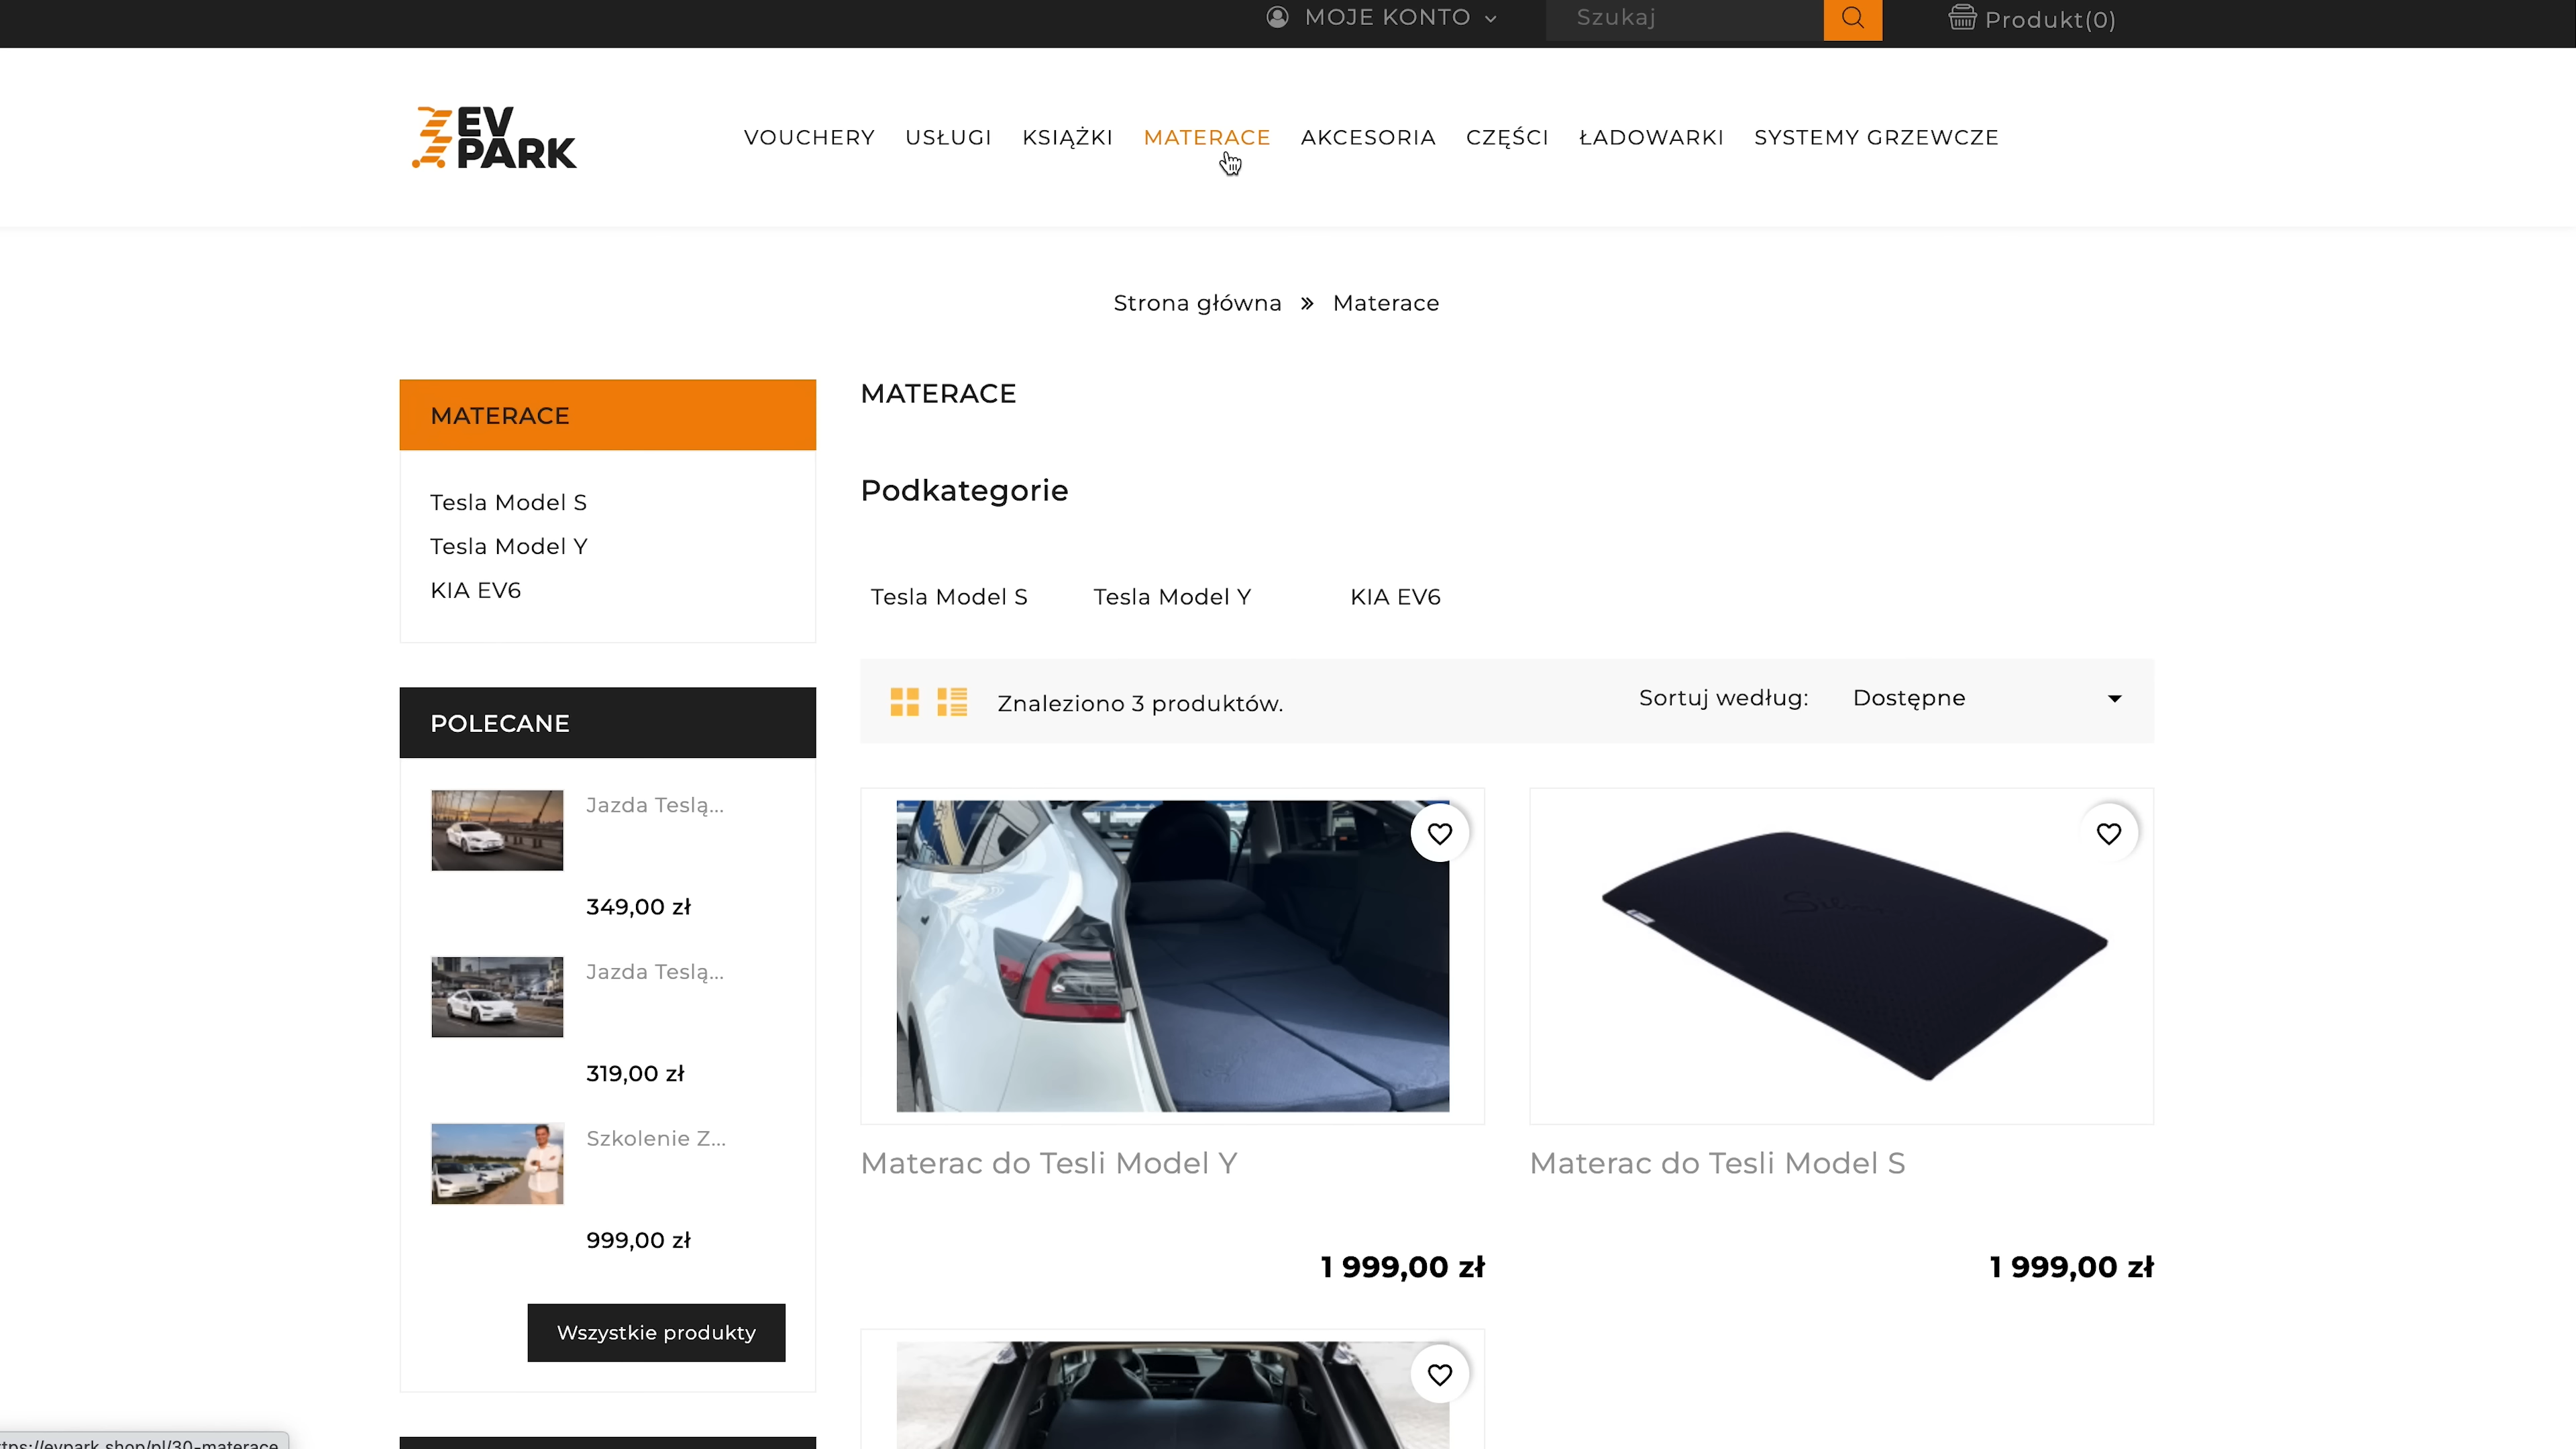 MOJE KONTO
Szukaj
Produkt(0)
EV
PARK
VOUCHERY
USŁUGI
KSIĄŻKI
MATERACE
AKCESORIA
CZĘŚCI
ŁADOWARKI
SYSTEMY GRZEWCZE
Strona główna » Materace
MATERACE
Tesla Model S
Tesla Model Y
KIA EV6
POLECANE
Jazda Teslą...
349,00 zł
Jazda Teslą...
319,00 zł
Szkolenie Z...
999,00 zł
Wszystkie produkty
MATERACE
Podkategorie
Tesla Model S
Tesla Model Y
KIA EV6
Znaleziono 3 produktów.
Sortuj według:
Dostępne
Materac do Tesli Model Y
1 999,00 zł
Materac do Tesli Model S
1 999,00 zł
ttps://evpark.shop/pl/30-materace